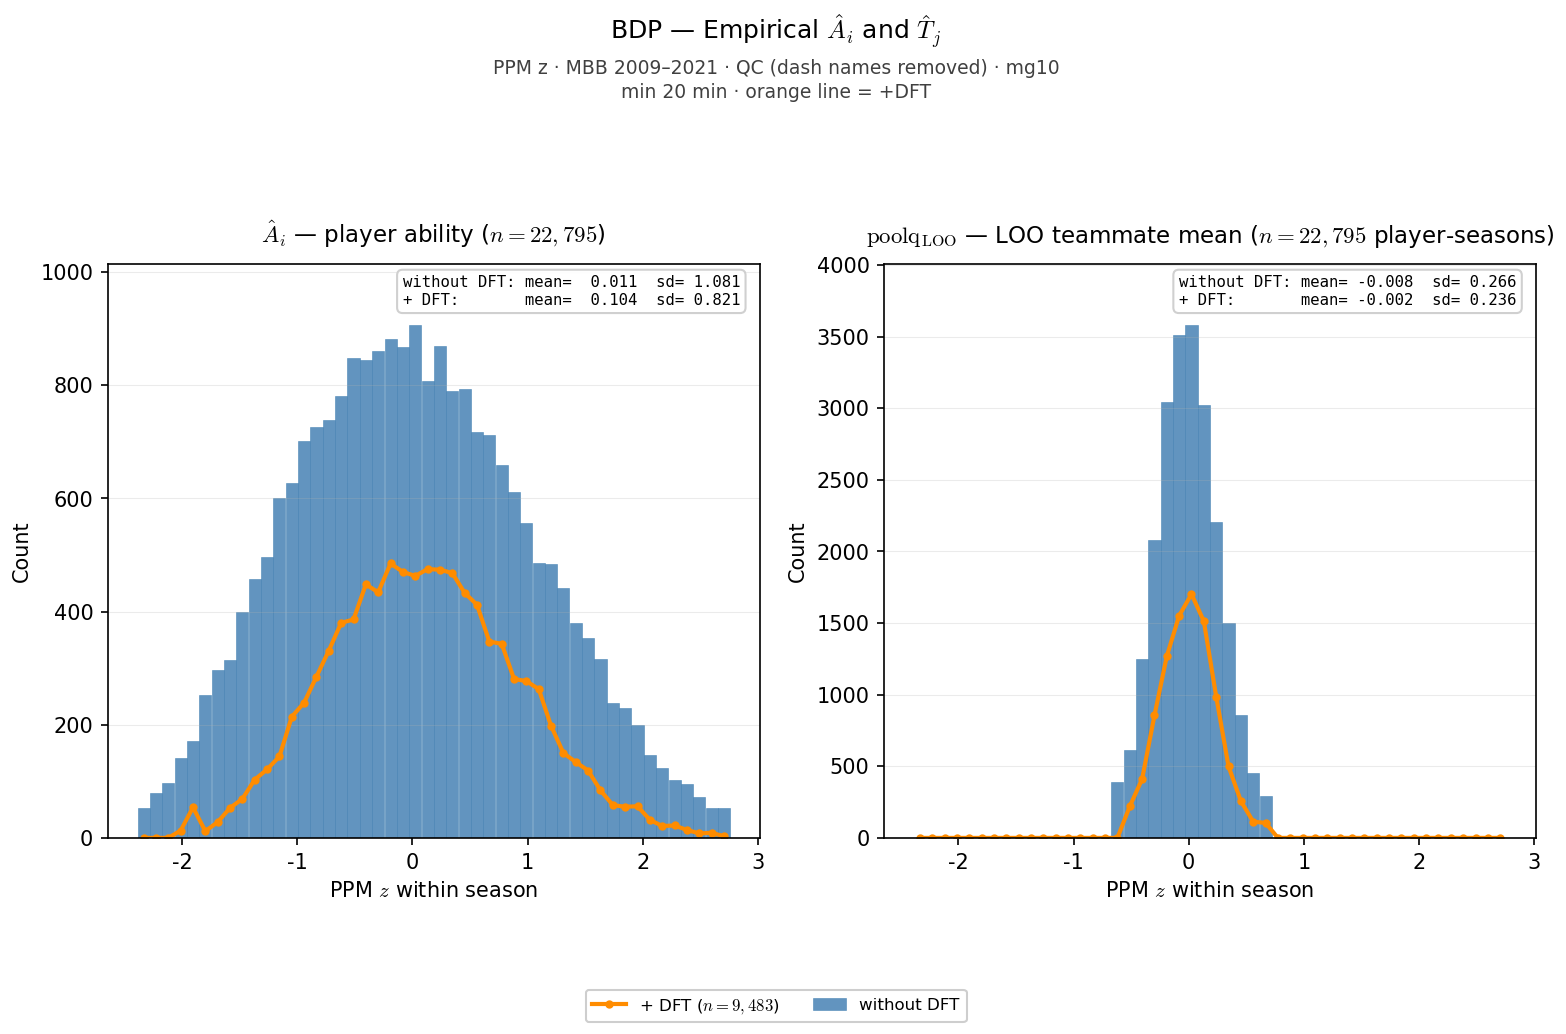 BDP — Empirical Âᵢ and T̂ⱼ
PPM z · MBB 2009–2021 · QC (dash names removed) · mg10
min 20 min · orange line = +DFT
Âᵢ — player ability (n = 22, 795)
without DFT: mean=  0.011  sd= 1.081
+ DFT:       mean=  0.104  sd= 0.821
1000
800
600
400
200
0
Count
-2
-1
0
1
2
3
PPM z within season
poolq_LOO — LOO teammate mean (n = 22, 795 player-seasons)
without DFT: mean= -0.008  sd= 0.266
+ DFT:       mean= -0.002  sd= 0.236
4000
3500
3000
2500
2000
1500
1000
500
0
Count
-2
-1
0
1
2
3
PPM z within season
+ DFT (n = 9, 483)
without DFT